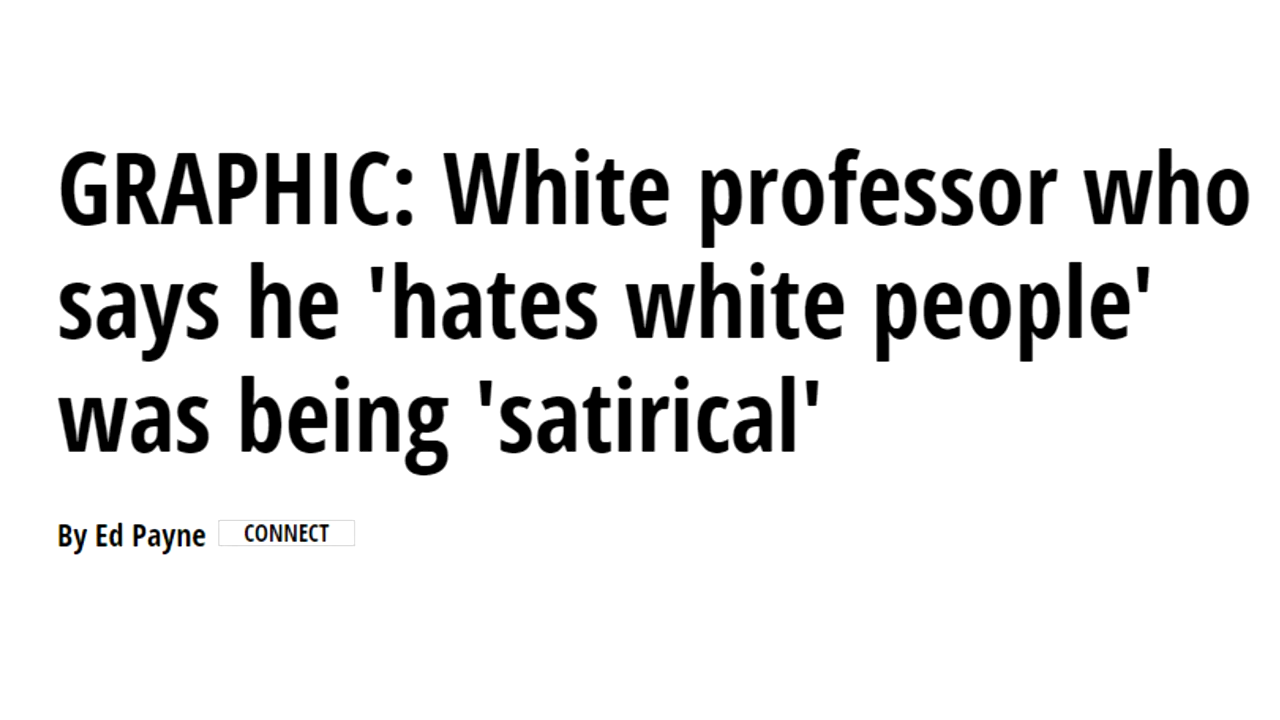 GRAPHIC: White professor who
says he 'hates white people'
was being 'satirical'
By Ed Payne CONNECT